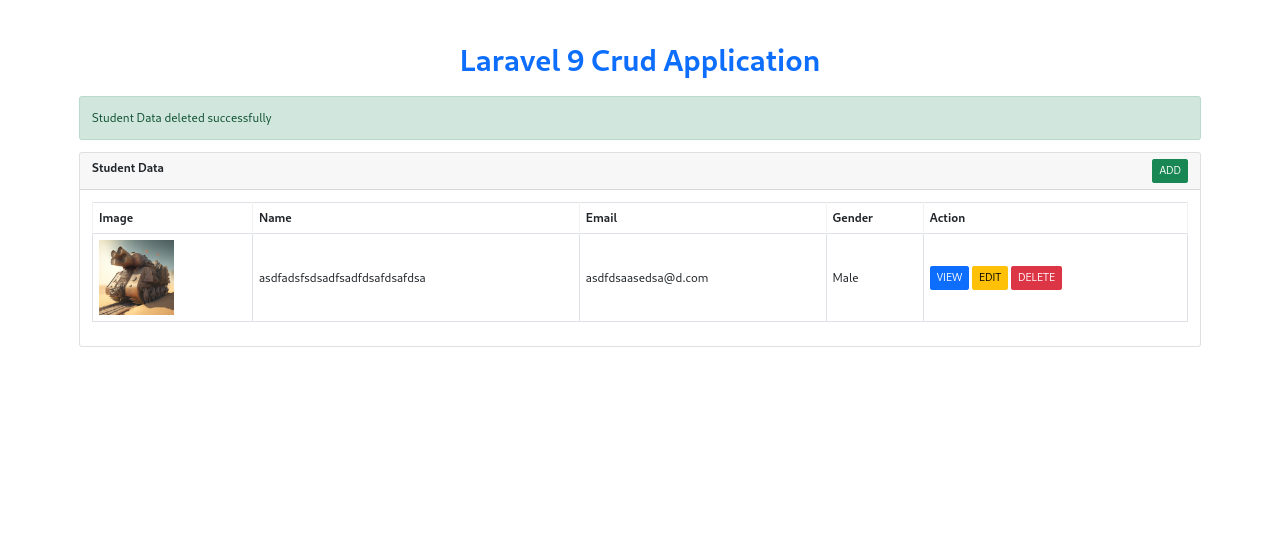 Laravel 9 Crud Application
Student Data deleted successfully
Student Data
ADD
Image Name Email Gender Action
asdfadsfsdsadfsadfdsafdsafdsa asdfdsaasedsa@d.com Male VIEW EDIT DELETE